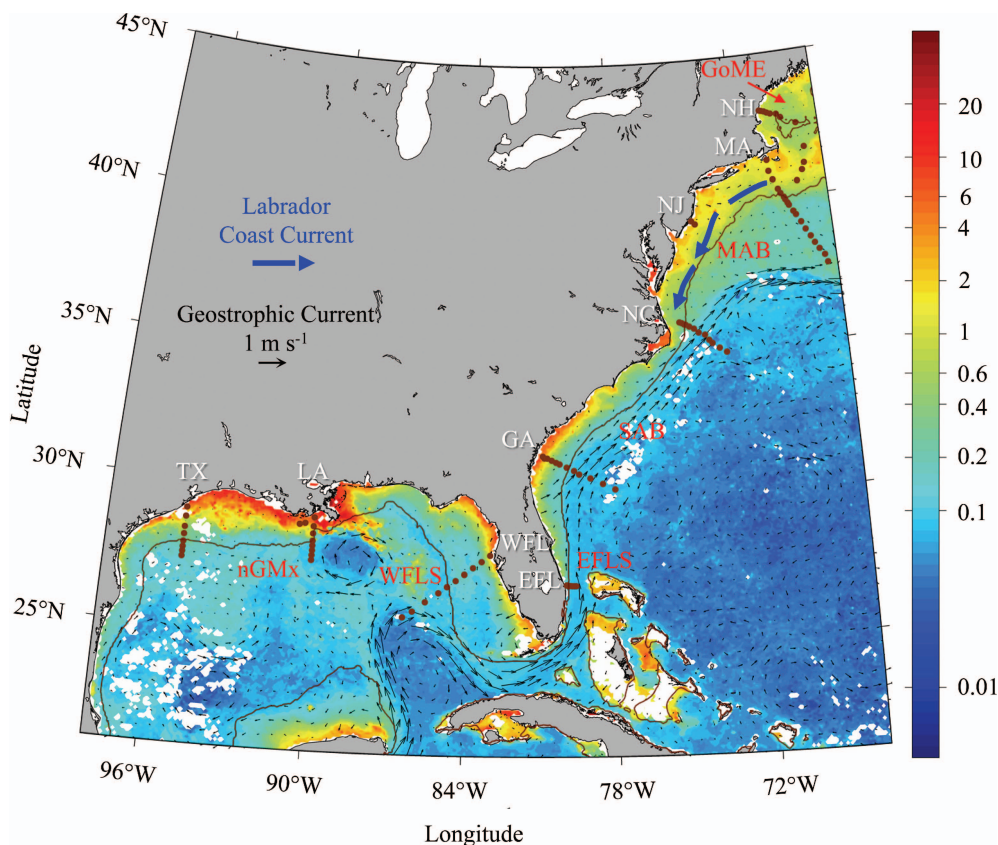 45°N
GoME
NH
20
MA
10
40°N
6
NJ
4
Labrador
Coast Current
MAB
2
Geostrophic Current
1 m s⁻¹
NC
1
35°N
0.6
0.4
Latitude
GA
SAB
0.2
30°N
TX
LA
0.1
WFL
nGMx
WFLS
EFL
EFLS
25°N
0.01
96°W
90°W
84°W
78°W
72°W
Longitude